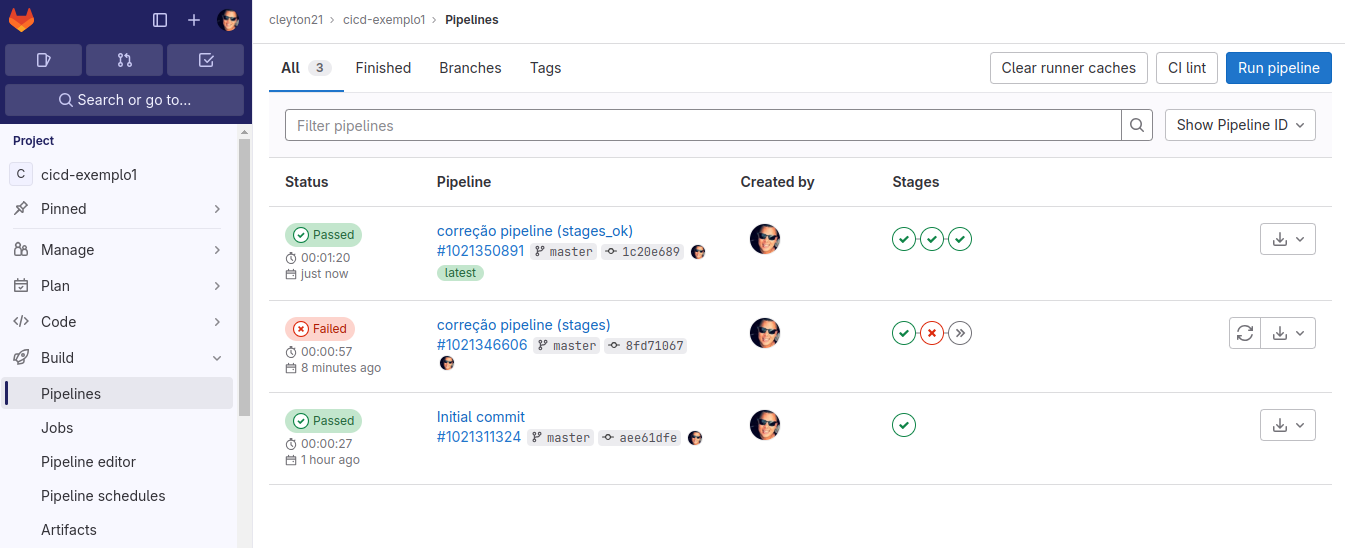 cleyton21 › cicd-exemplo1 › Pipelines
Search or go to...
Project
C cicd-exemplo1
Pinned
Manage
Plan
Code
Build
Pipelines
Jobs
Pipeline editor
Pipeline schedules
Artifacts
All 3 Finished Branches Tags
Clear runner caches CI lint Run pipeline
Filter pipelines Show Pipeline ID
Status Pipeline Created by Stages
Passed
00:01:20
just now
correção pipeline (stages_ok)
#1021350891 master 1c20e689
latest
Failed
00:00:57
8 minutes ago
correção pipeline (stages)
#1021346606 master 8fd71067
Passed
00:00:27
1 hour ago
Initial commit
#1021311324 master aee61dfe